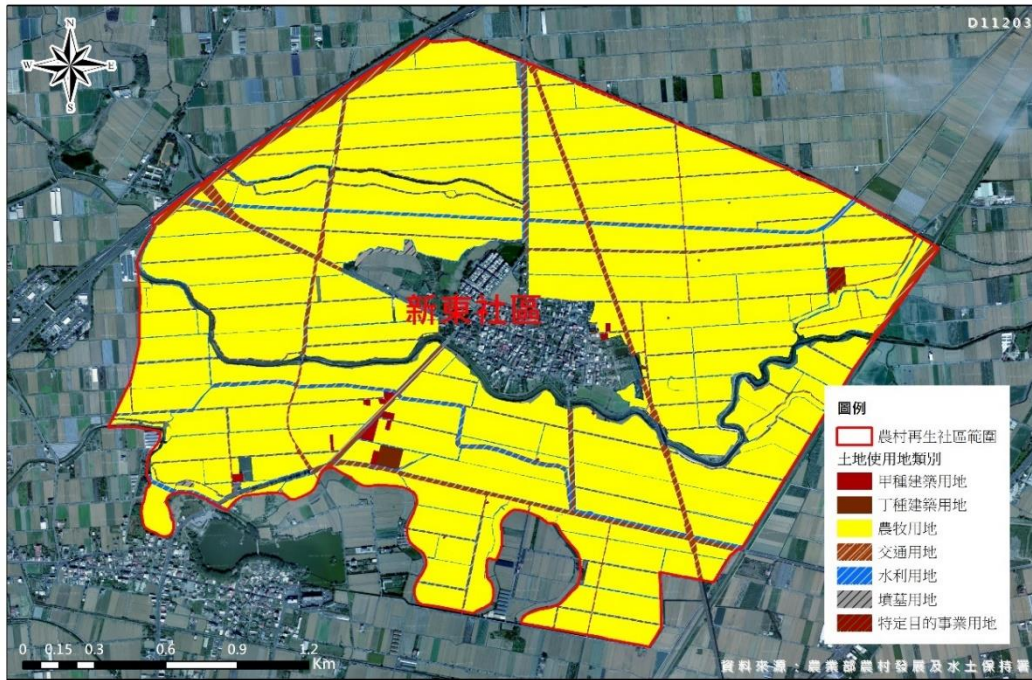 D11203
N
W
E
S
新東社區
圖例
農村再生社區範圍
土地使用地類別
甲種建築用地
丁種建築用地
農牧用地
交通用地
水利用地
墳墓用地
特定目的事業用地
0 0.15 0.3 0.6 0.9 1.2
Km
資料來源：農業部農村發展及水土保持署